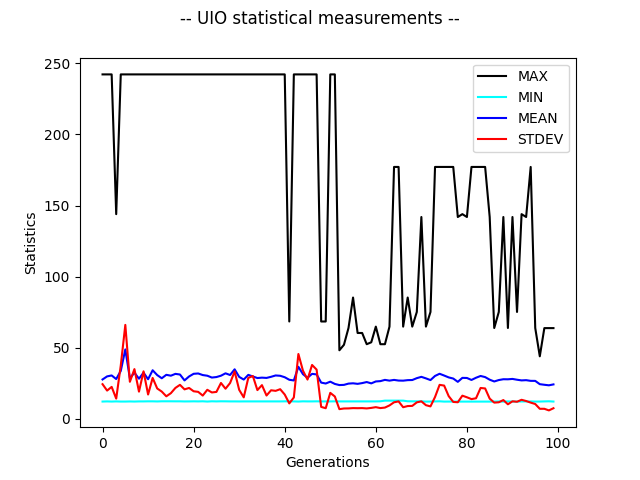 -- UIO statistical measurements --
250
200
150
100
50
0
Statistics
MAX
MIN
MEAN
STDEV
0 20 40 60 80 100
Generations